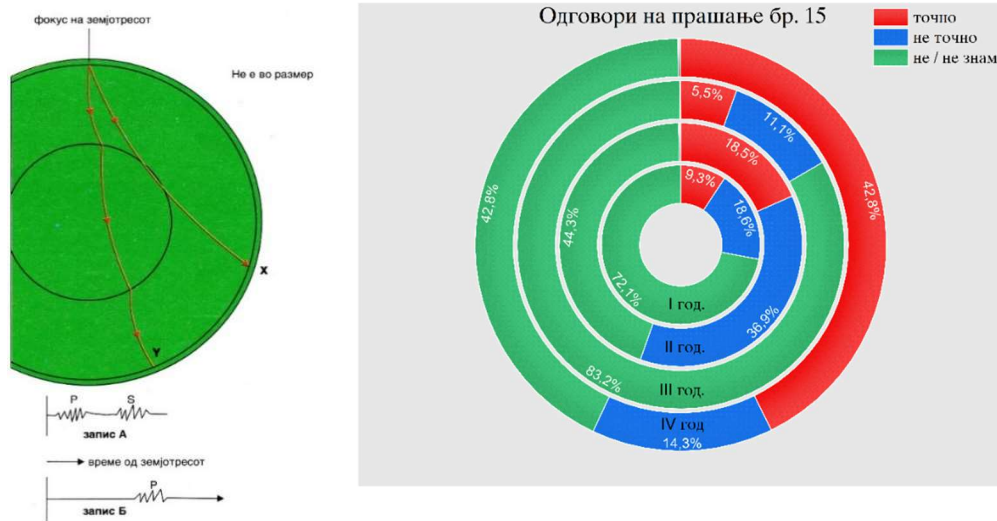 фокус на земјотресот
Не е во размер
X
Y
P S
запис А
време од земјотресот
P
запис Б
Одговори на прашање бр. 15
точно
не точно
не / не знам
5,5%
11,1%
18,5%
9,3%
18,6%
42,8%
42,8%
44,3%
72,1%
36,9%
83,2%
14,3%
I год.
II год.
III год.
IV год